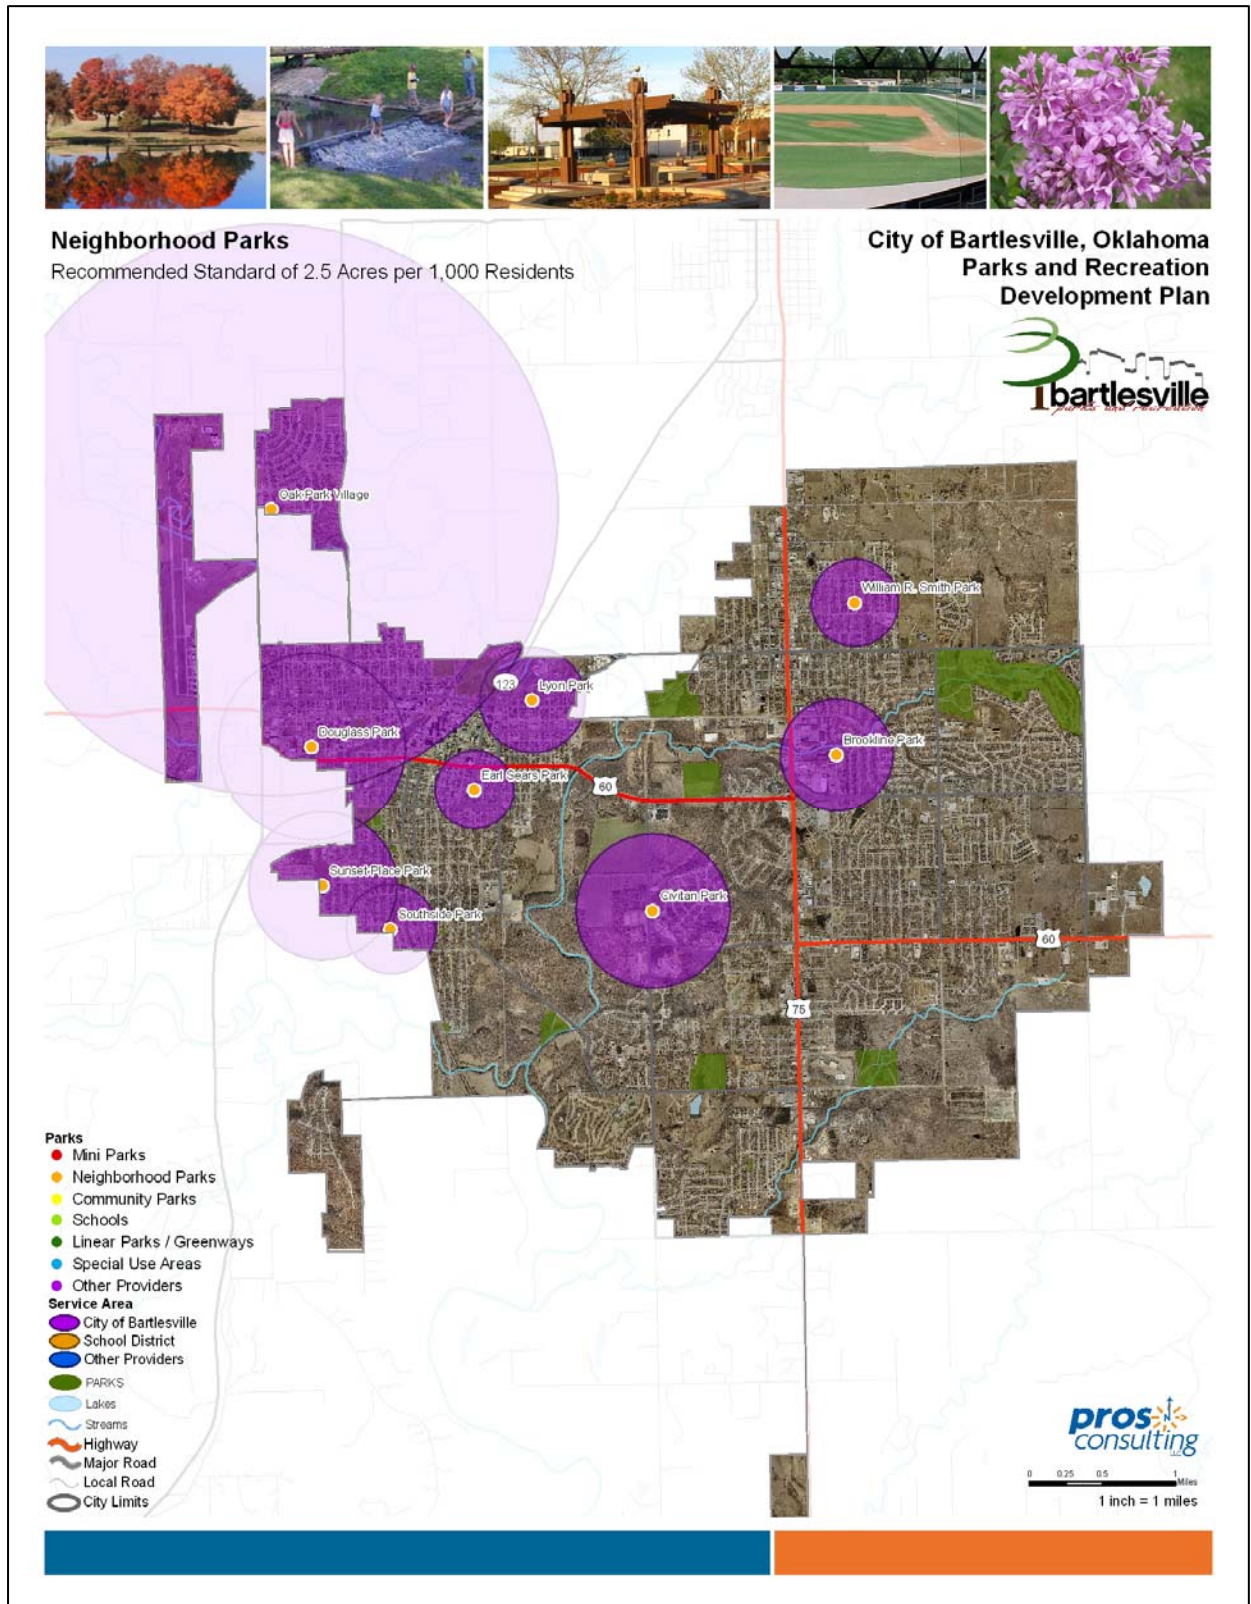 Neighborhood Parks
Recommended Standard of 2.5 Acres per 1,000 Residents
City of Bartlesville, Oklahoma
Parks and Recreation
Development Plan
bartlesville
parks and recreation
Oak Park Village
William R. Smith Park
123
Lyon Park
Douglass Park
Brookline Park
Earl Sears Park
60
Sunset Place Park
Civitan Park
Southside Park
60
75
Parks
Mini Parks
Neighborhood Parks
Community Parks
Schools
Linear Parks / Greenways
Special Use Areas
Other Providers
Service Area
City of Bartlesville
School District
Other Providers
PARKS
Lakes
Streams
Highway
Major Road
Local Road
City Limits
N
pros
consulting
LLC
0 0.25 0.5 1
Miles
1 inch = 1 miles